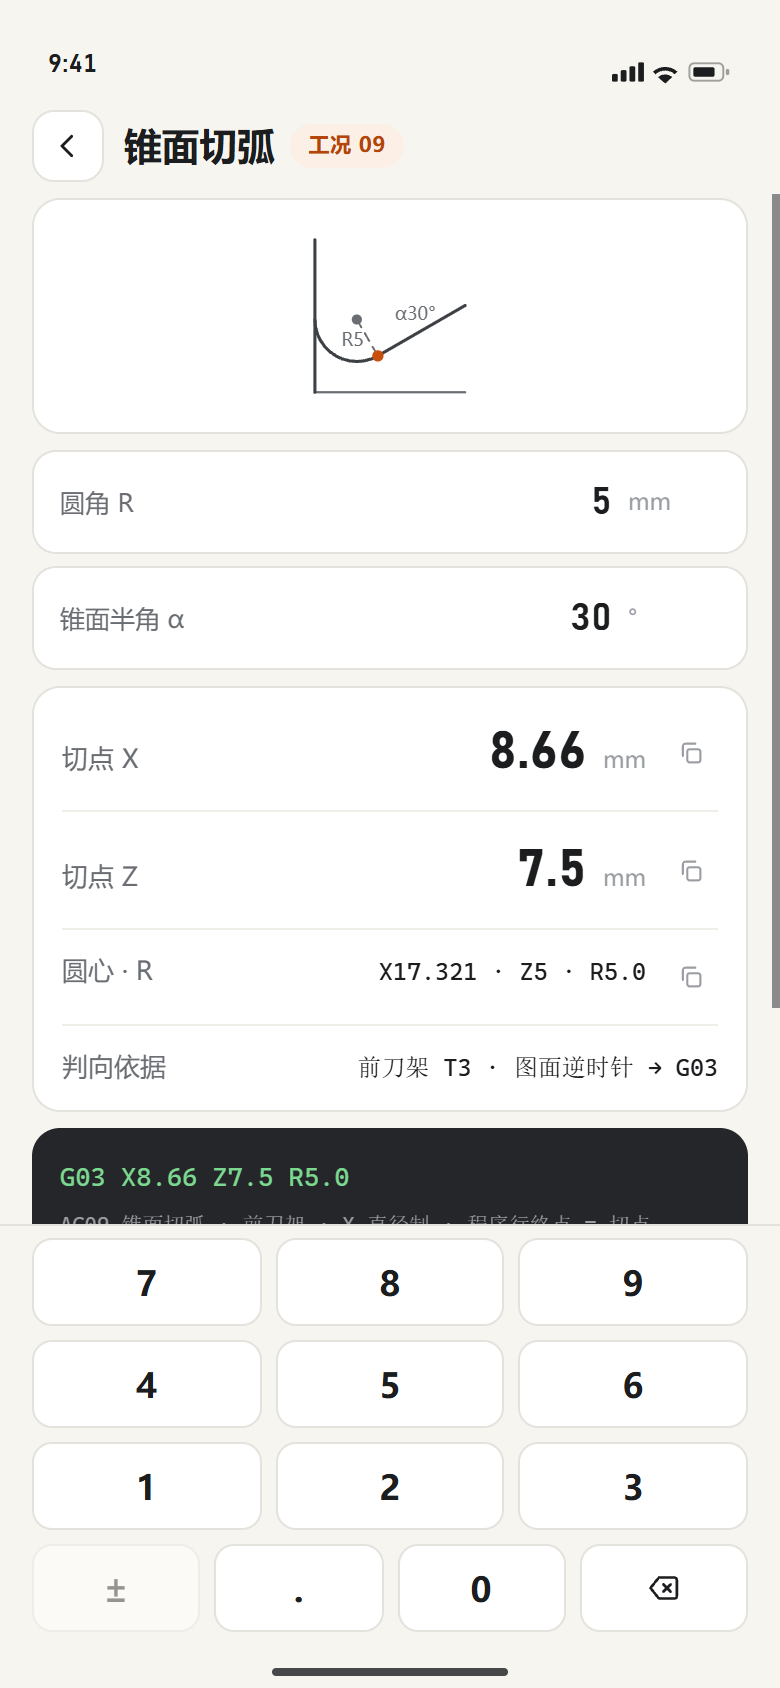 9:41
锥面切弧 工况 09
α30°
R5
圆角 R 5 mm
锥面半角 α 30 °
切点 X 8.66 mm
切点 Z 7.5 mm
圆心 · R X17.321 · Z5 · R5.0
判向依据 前刀架 T3 · 图面逆时针 → G03
G03 X8.66 Z7.5 R5.0
7 8 9
4 5 6
1 2 3
± . 0